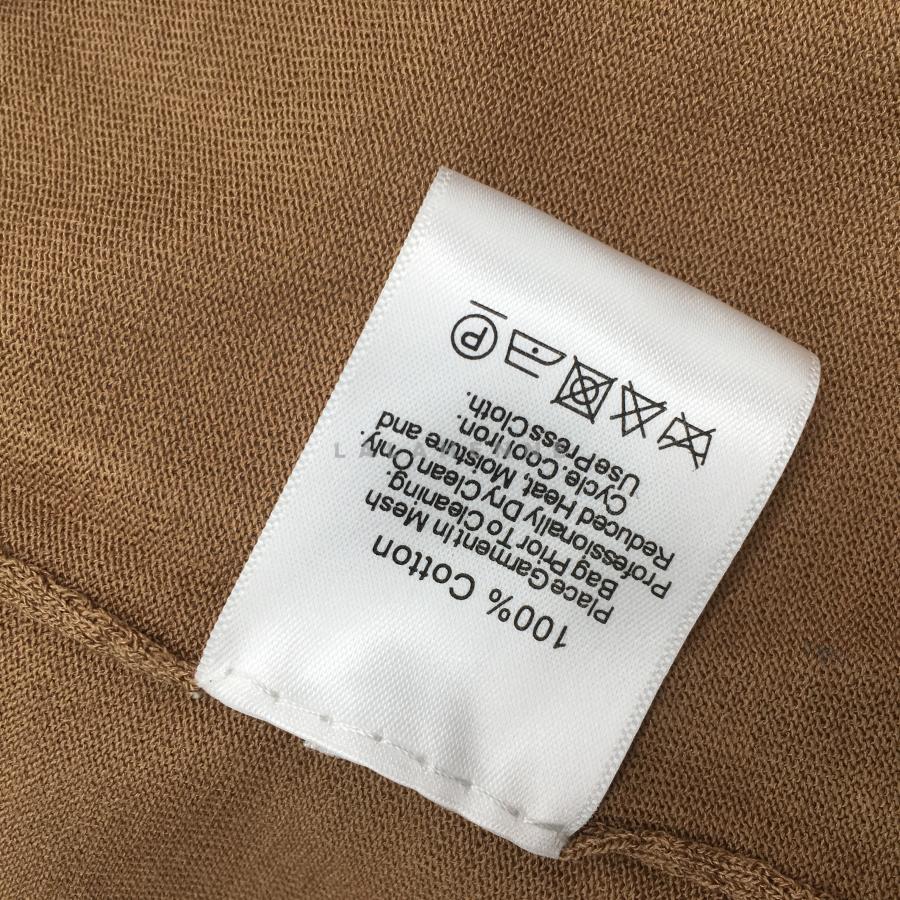 100% Cotton
Place Garment In Mesh
Bag Prior To Cleaning.
Professionally Dry Clean Only.
Reduced Heat, Moisture and
Cycle. Cool Iron.
Use Press Cloth.
P